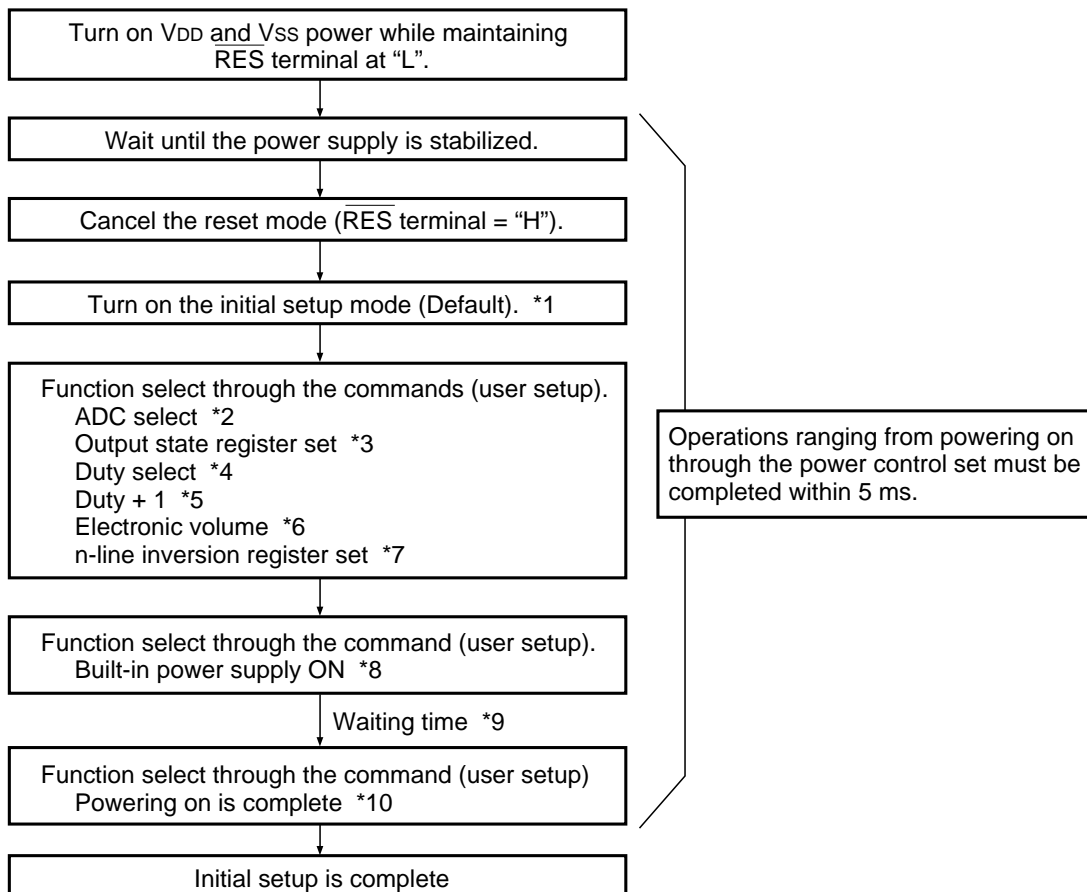 Turn on VDD and VSS power while maintaining
RES terminal at “L”.
Wait until the power supply is stabilized.
Cancel the reset mode (RES terminal = “H”).
Turn on the initial setup mode (Default). *1
Function select through the commands (user setup).
ADC select *2
Output state register set *3
Duty select *4
Duty + 1 *5
Electronic volume *6
n-line inversion register set *7
Operations ranging from powering on
through the power control set must be
completed within 5 ms.
Function select through the command (user setup).
Built-in power supply ON *8
Waiting time *9
Function select through the command (user setup)
Powering on is complete *10
Initial setup is complete